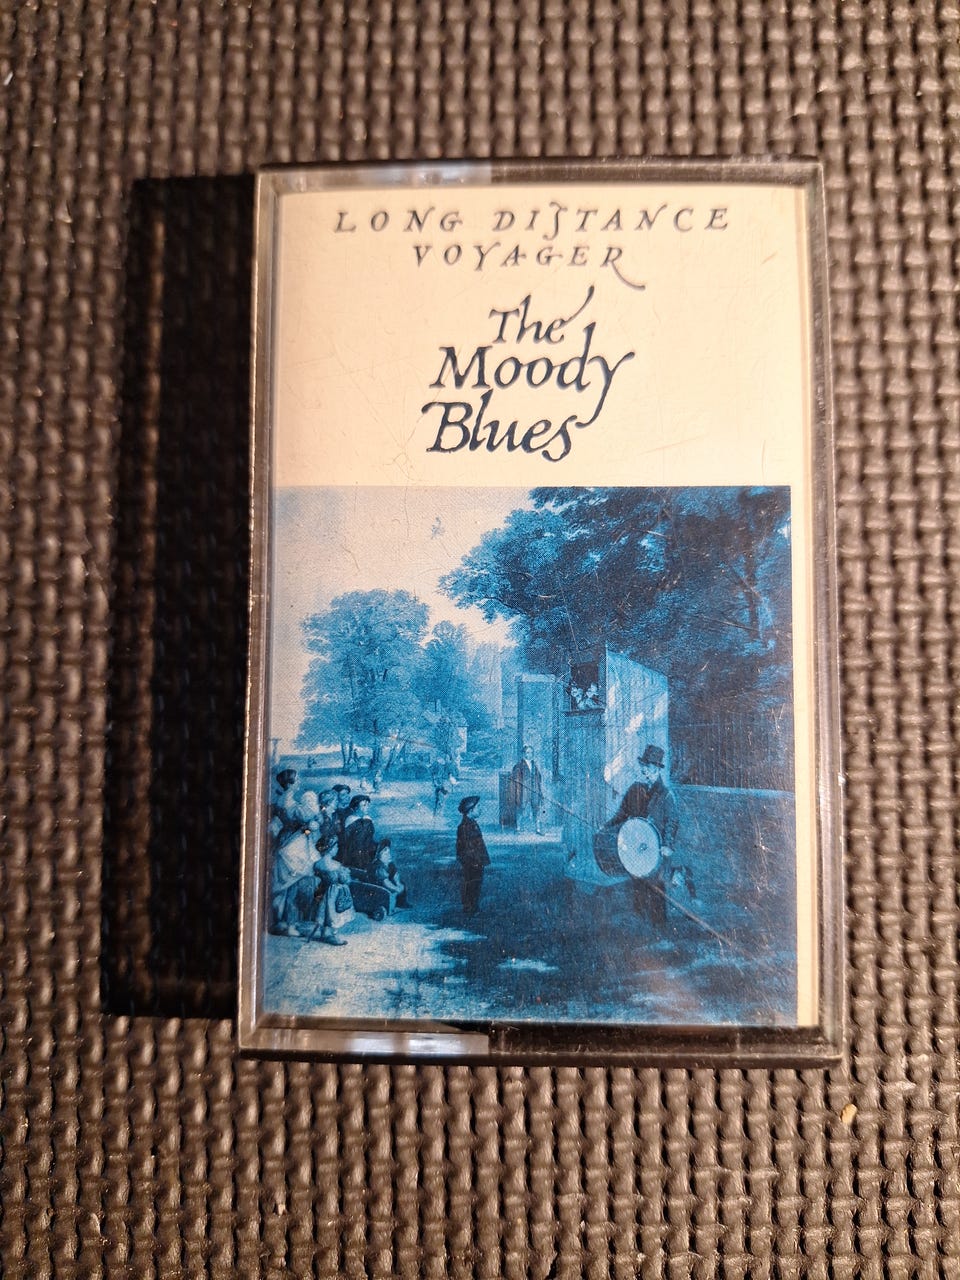 LONG DISTANCE
VOYAGER
The
Moody
Blues